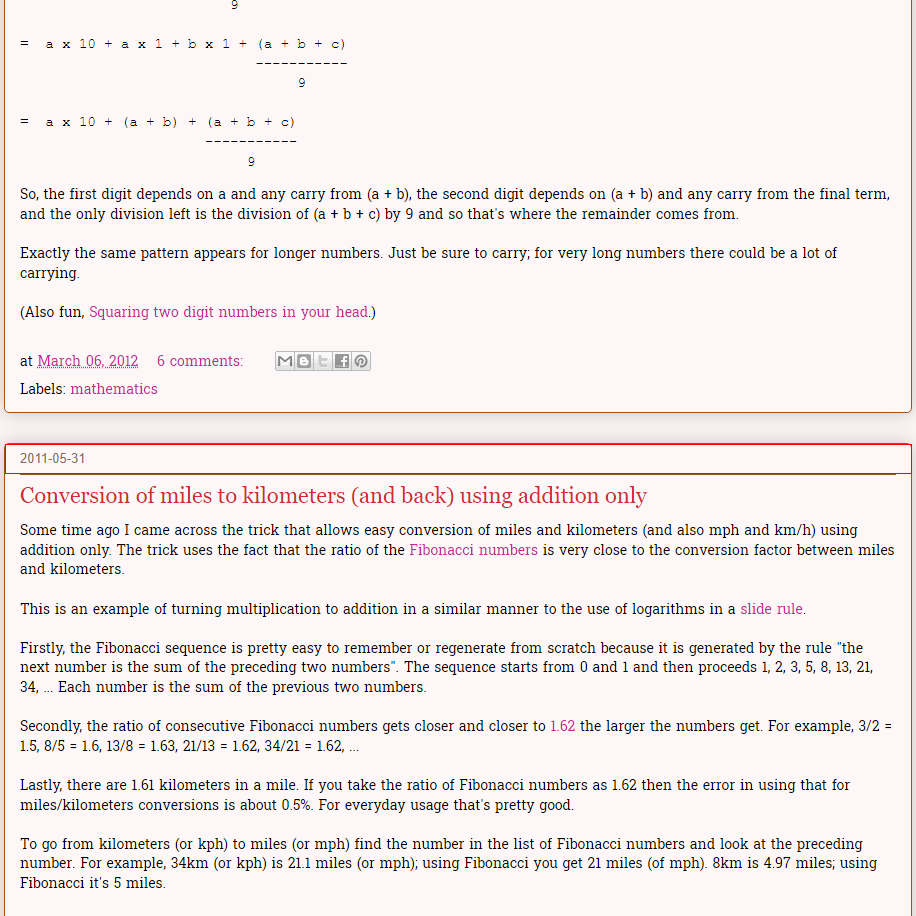 9
= a x 10 + a x 1 + b x 1 + (a + b + c)
-----------
9
= a x 10 + (a + b) + (a + b + c)
-----------
9
So, the first digit depends on a and any carry from (a + b), the second digit depends on (a + b) and any carry from the final term,
and the only division left is the division of (a + b + c) by 9 and so that's where the remainder comes from.
Exactly the same pattern appears for longer numbers. Just be sure to carry; for very long numbers there could be a lot of
carrying.
(Also fun, Squaring two digit numbers in your head.)
at March 06, 2012 6 comments:
Labels: mathematics
2011-05-31
Conversion of miles to kilometers (and back) using addition only
Some time ago I came across the trick that allows easy conversion of miles and kilometers (and also mph and km/h) using
addition only. The trick uses the fact that the ratio of the Fibonacci numbers is very close to the conversion factor between miles
and kilometers.
This is an example of turning multiplication to addition in a similar manner to the use of logarithms in a slide rule.
Firstly, the Fibonacci sequence is pretty easy to remember or regenerate from scratch because it is generated by the rule "the
next number is the sum of the preceding two numbers". The sequence starts from 0 and 1 and then proceeds 1, 2, 3, 5, 8, 13, 21,
34, ... Each number is the sum of the previous two numbers.
Secondly, the ratio of consecutive Fibonacci numbers gets closer and closer to 1.62 the larger the numbers get. For example, 3/2 =
1.5, 8/5 = 1.6, 13/8 = 1.63, 21/13 = 1.62, 34/21 = 1.62, ...
Lastly, there are 1.61 kilometers in a mile. If you take the ratio of Fibonacci numbers as 1.62 then the error in using that for
miles/kilometers conversions is about 0.5%. For everyday usage that's pretty good.
To go from kilometers (or kph) to miles (or mph) find the number in the list of Fibonacci numbers and look at the preceding
number. For example, 34km (or kph) is 21.1 miles (or mph); using Fibonacci you get 21 miles (of mph). 8km is 4.97 miles; using
Fibonacci it's 5 miles.